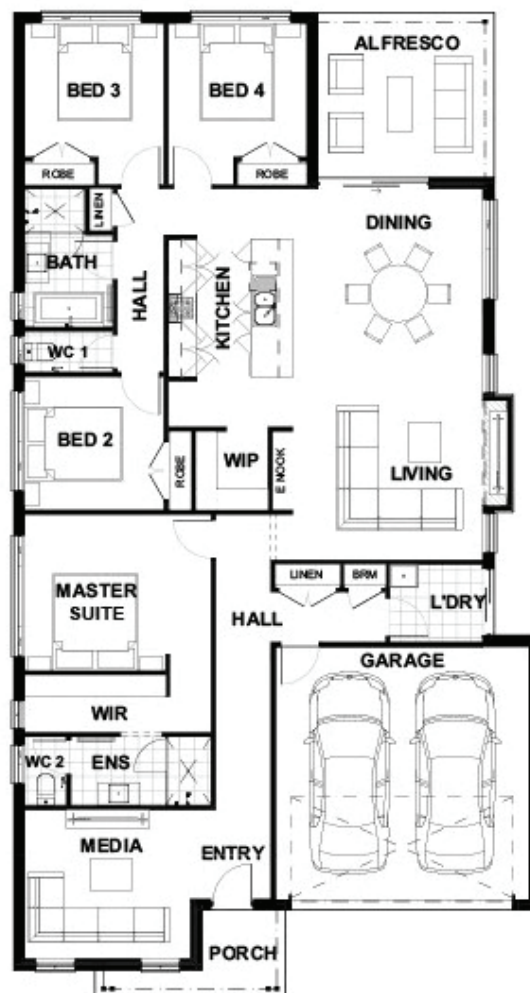 ALFRESCO
BED 3
BED 4
ROBE
ROBE
LINEN
DINING
BATH
HALL
KITCHEN
WC 1
BED 2
ROBE
WIP
E NOOK
LIVING
MASTER
SUITE
LINEN
BRM
L'DRY
HALL
GARAGE
WIR
WC 2
ENS
MEDIA
ENTRY
PORCH